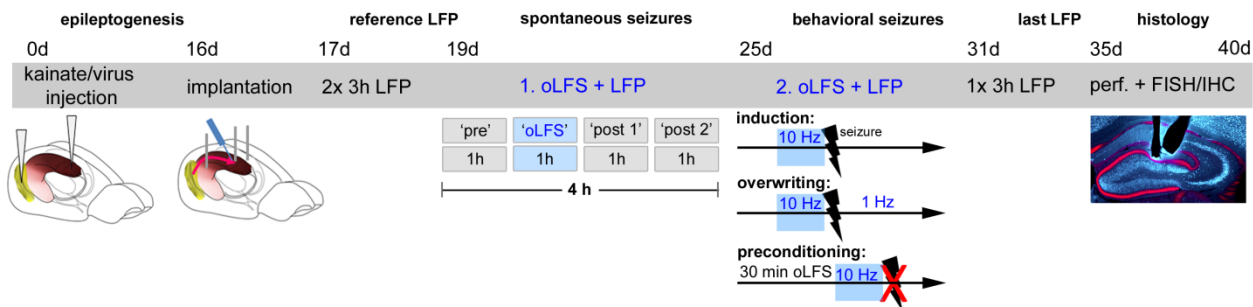 epileptogenesis reference LFP spontaneous seizures behavioral seizures last LFP histology
0d 16d 17d 19d 25d 31d 35d 40d
kainate/virus
injection
implantation
2x 3h LFP
1. oLFS + LFP
2. oLFS + LFP
1x 3h LFP
perf. + FISH/IHC
'pre' 'oLFS' 'post 1' 'post 2'
1h 1h 1h 1h
4 h
induction:
10 Hz seizure
overwriting:
10 Hz 1 Hz
preconditioning:
30 min oLFS 10 Hz